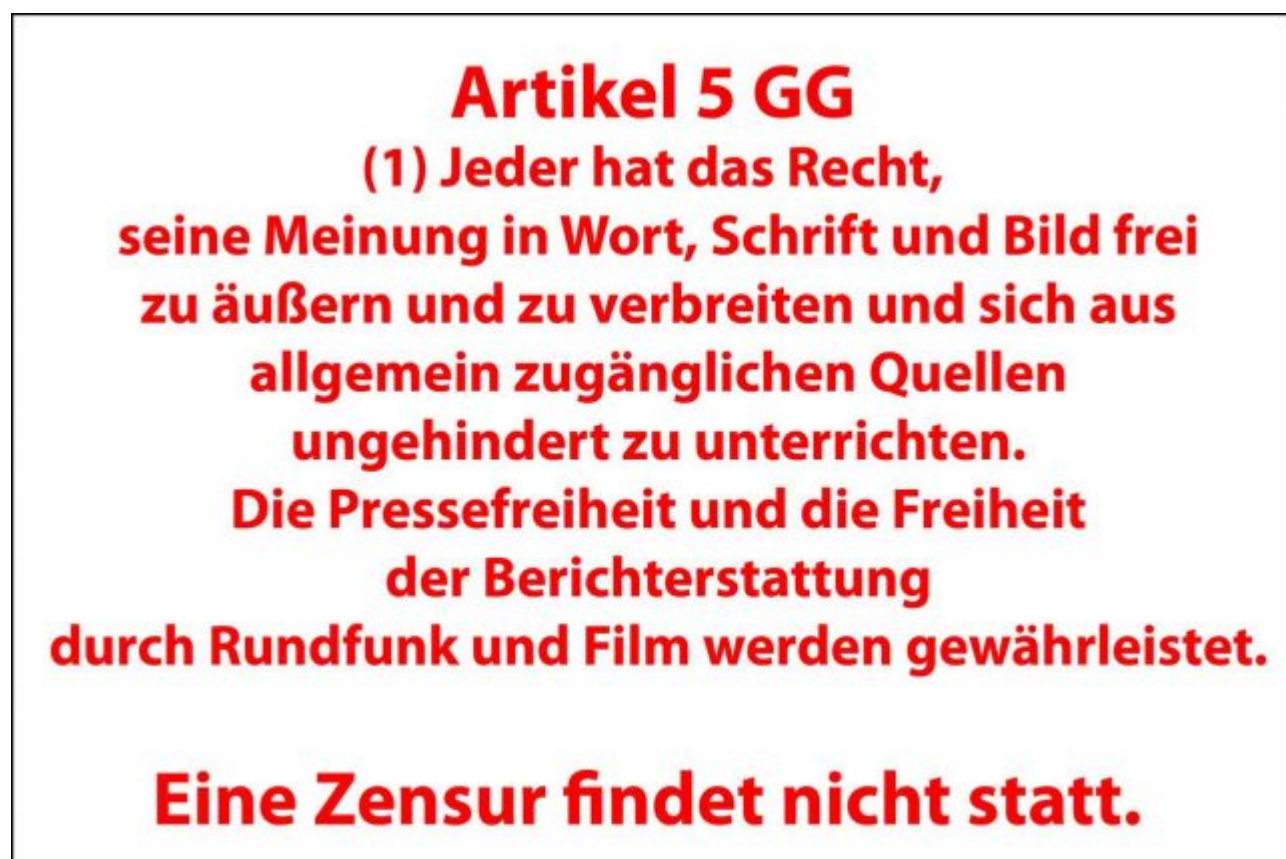 Artikel 5 GG
(1) Jeder hat das Recht,
seine Meinung in Wort, Schrift und Bild frei
zu äußern und zu verbreiten und sich aus
allgemein zugänglichen Quellen
ungehindert zu unterrichten.
Die Pressefreiheit und die Freiheit
der Berichterstattung
durch Rundfunk und Film werden gewährleistet.
Eine Zensur findet nicht statt.